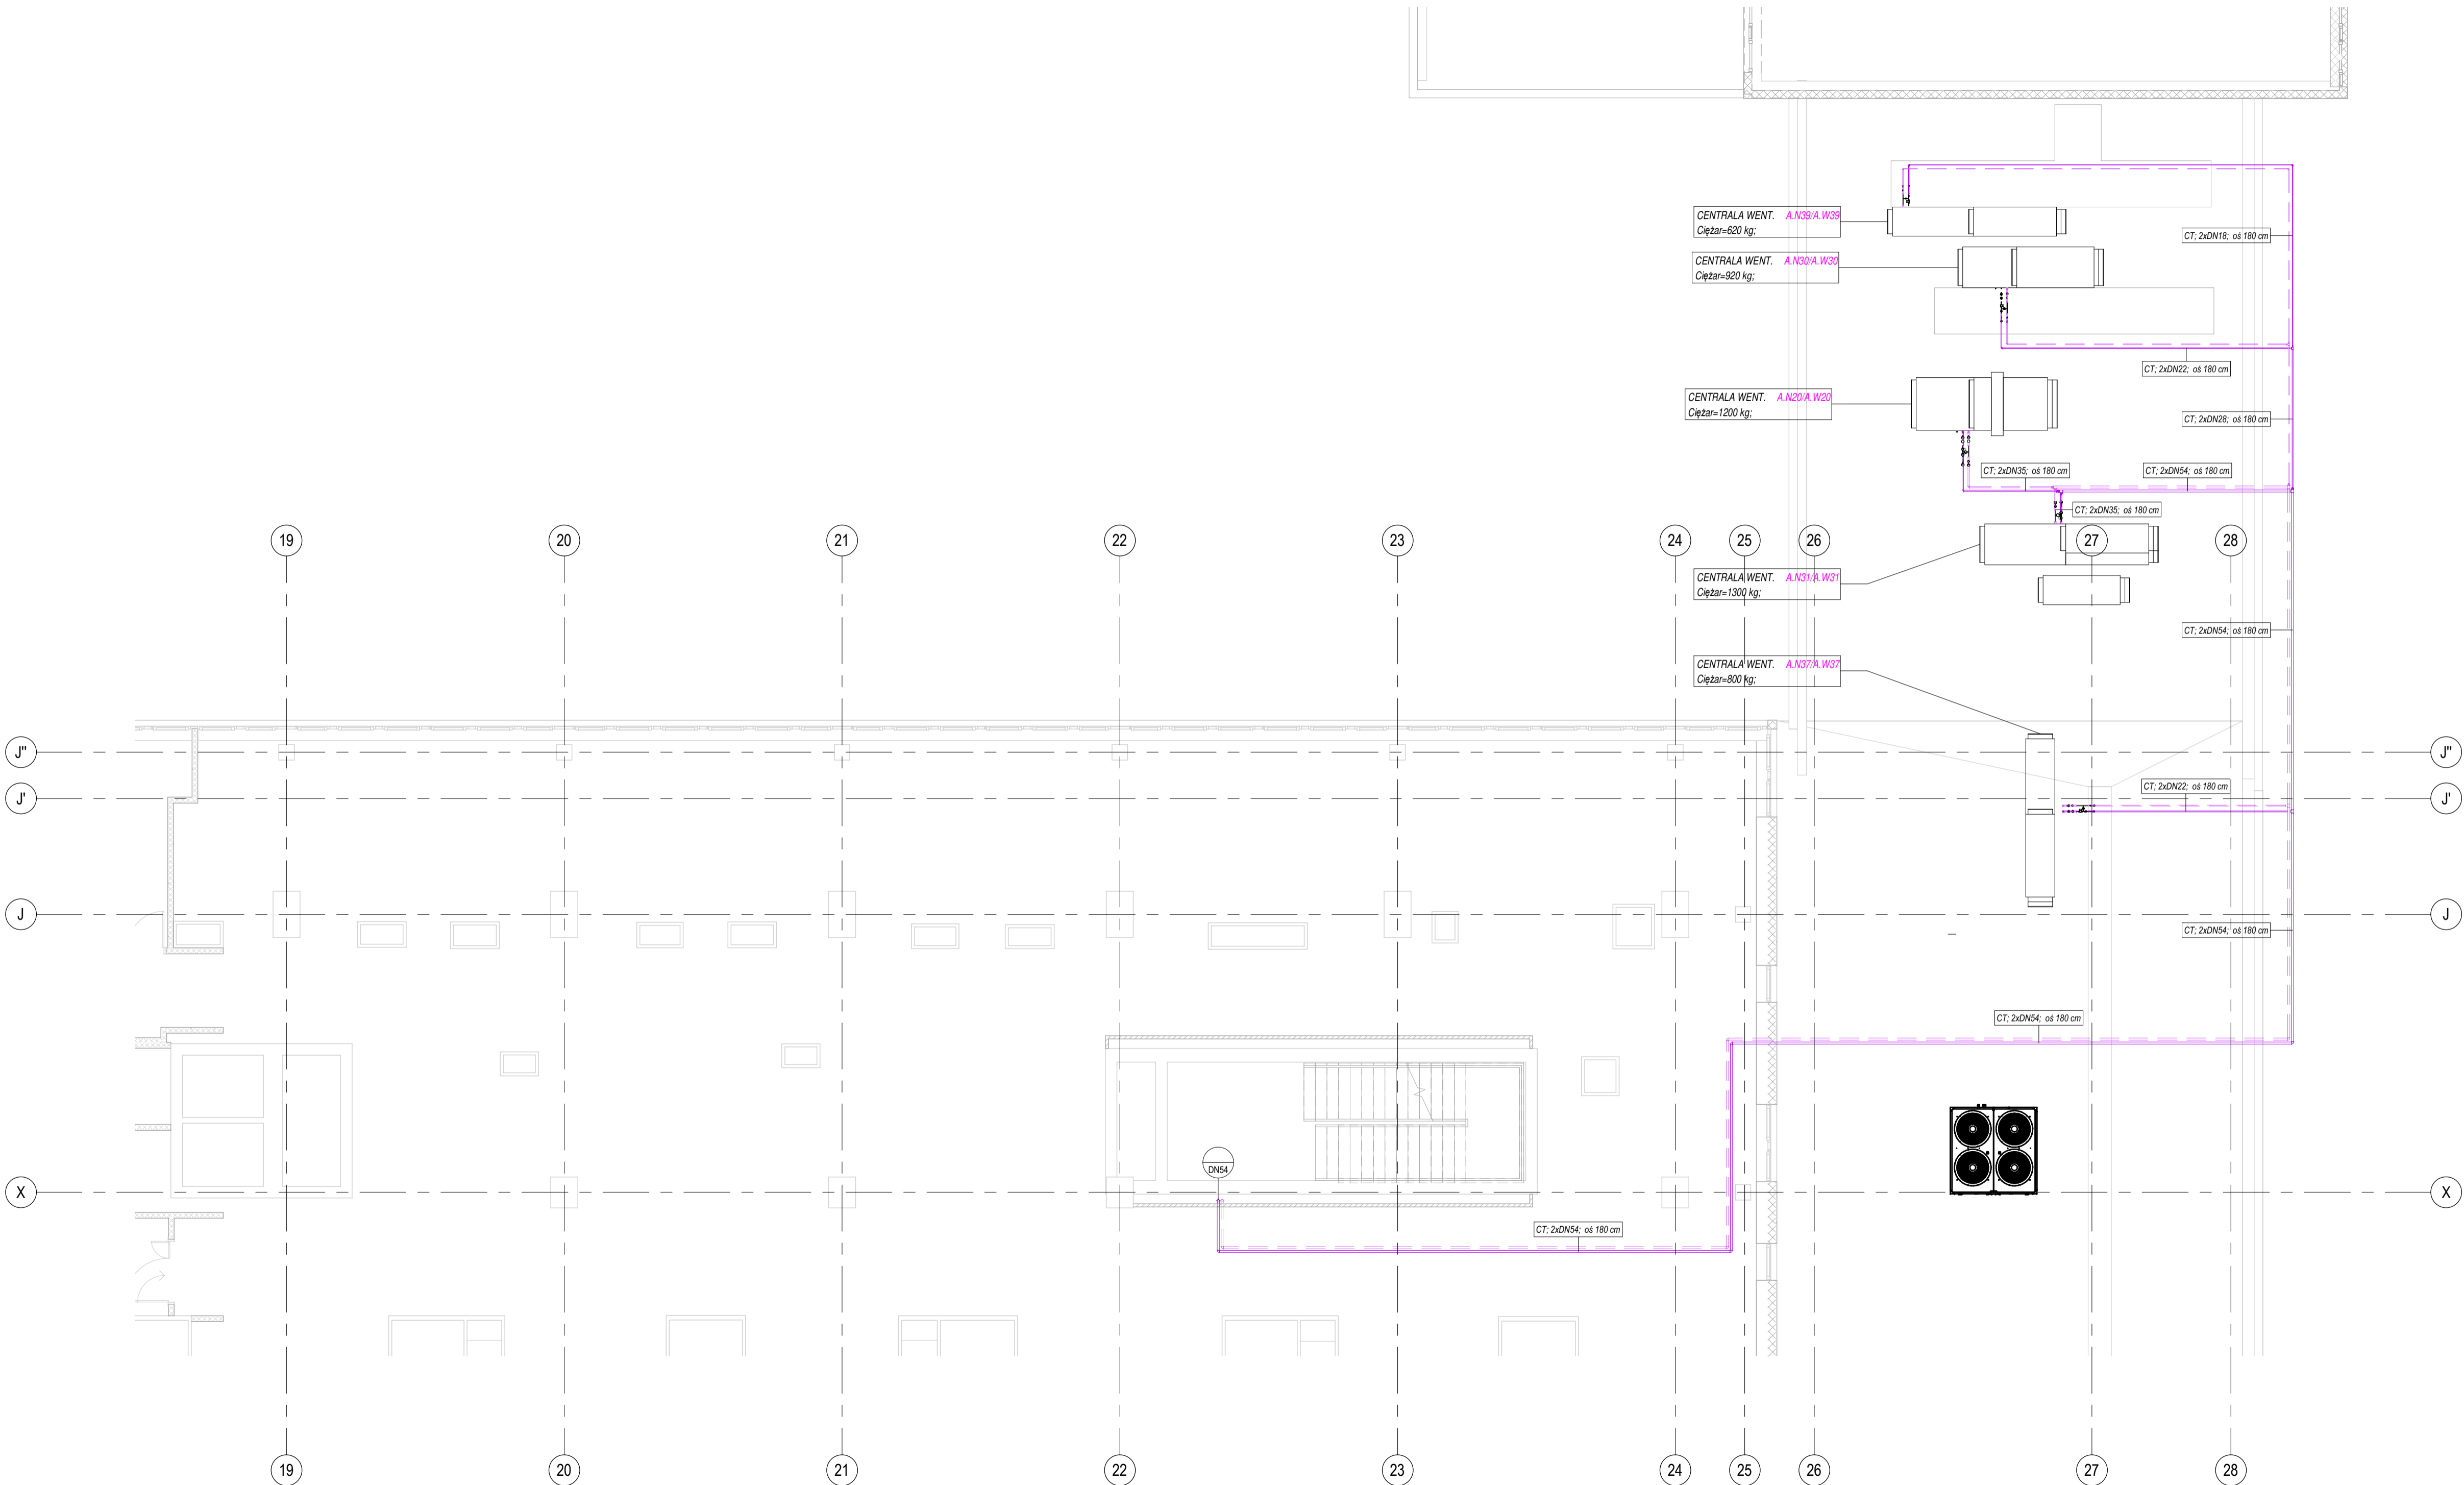 CENTRALA WENT. A.N39/A.W39
Ciężar=620 kg;
CT; 2xDN18; oś 180 cm
CENTRALA WENT. A.N30/A.W30
Ciężar=920 kg;
CT; 2xDN22; oś 180 cm
CENTRALA WENT. A.N20/A.W20
Ciężar=1200 kg;
CT; 2xDN28; oś 180 cm
CT; 2xDN35; oś 180 cm
CT; 2xDN54; oś 180 cm
CT; 2xDN35; oś 180 cm
19 20 21 22 23 24 25 26 27 28
CENTRALA WENT. A.N31/A.W31
Ciężar=1300 kg;
CT; 2xDN54; oś 180 cm
CENTRALA WENT. A.N37/A.W37
Ciężar=800 kg;
J" J"
CT; 2xDN22; oś 180 cm
J' J'
J J
CT; 2xDN54; oś 180 cm
CT; 2xDN54; oś 180 cm
DN54
X X
CT; 2xDN54; oś 180 cm
19 20 21 22 23 24 25 26 27 28